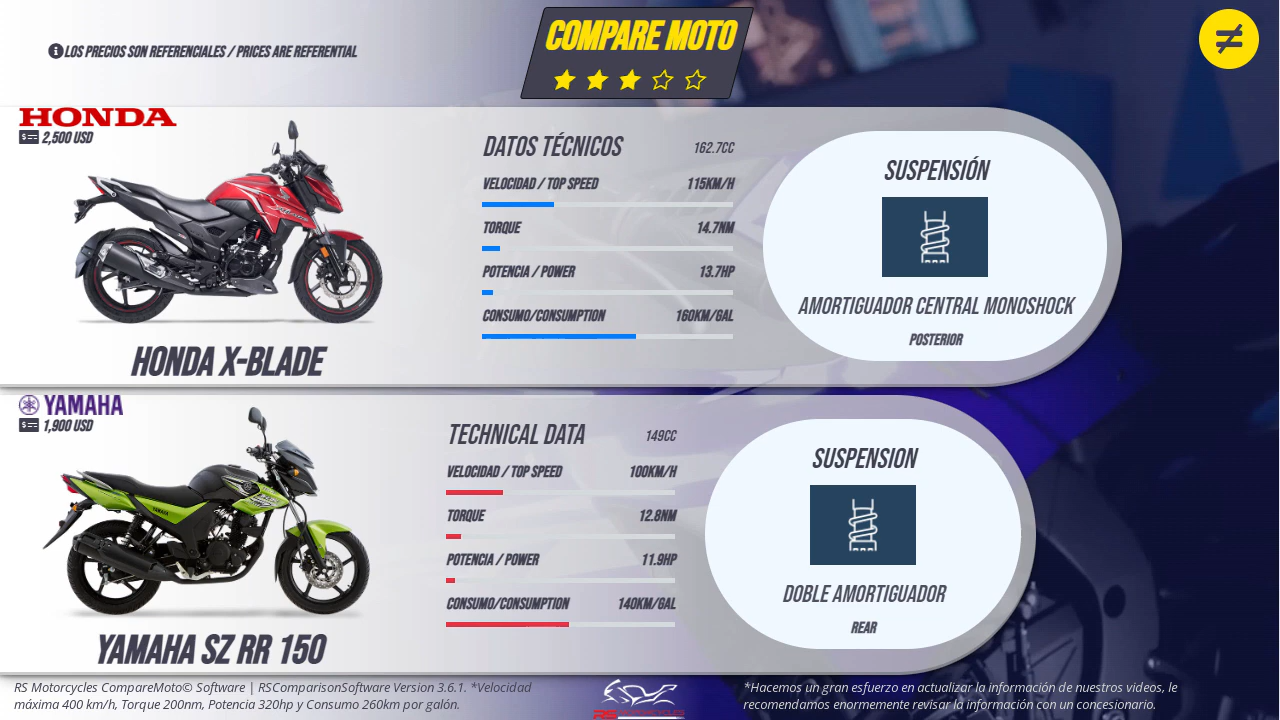 LOS PRECIOS SON REFERENCIALES / PRICES ARE REFERENTIAL
COMPARE MOTO
HONDA
2,500 USD
HONDA X-BLADE
DATOS TÉCNICOS 162.7CC
VELOCIDAD / TOP SPEED 115KM/H
TORQUE 14.7NM
POTENCIA / POWER 13.7HP
CONSUMO/CONSUMPTION 160KM/GAL
SUSPENSIÓN
AMORTIGUADOR CENTRAL MONOSHOCK
POSTERIOR
YAMAHA
1,900 USD
YAMAHA SZ RR 150
TECHNICAL DATA 149CC
VELOCIDAD / TOP SPEED 100KM/H
TORQUE 12.8NM
POTENCIA / POWER 11.9HP
CONSUMO/CONSUMPTION 140KM/GAL
SUSPENSION
DOBLE AMORTIGUADOR
REAR
RS Motorcycles CompareMoto© Software | RSComparisonSoftware Version 3.6.1. *Velocidad
máxima 400 km/h, Torque 200nm, Potencia 320hp y Consumo 260km por galón.
RS MOTORCYCLES
*Hacemos un gran esfuerzo en actualizar la información de nuestros videos, le
recomendamos enormemente revisar la información con un concesionario.